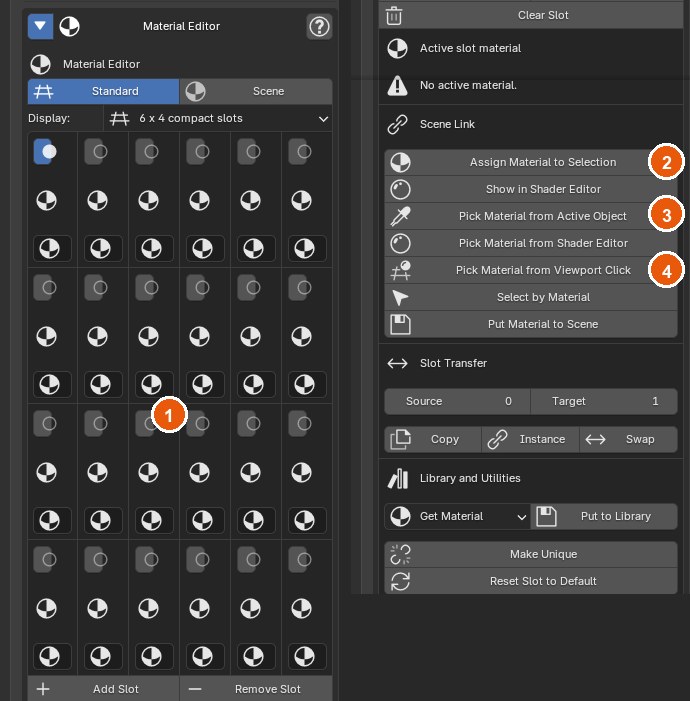 Material Editor
?
Material Editor
Standard
Scene
Display:
6 x 4 compact slots
1
Add Slot
Remove Slot
Clear Slot
Active slot material
No active material.
Scene Link
Assign Material to Selection
2
Show in Shader Editor
Pick Material from Active Object
3
Pick Material from Shader Editor
Pick Material from Viewport Click
4
Select by Material
Put Material to Scene
Slot Transfer
Source 0
Target 1
Copy
Instance
Swap
Library and Utilities
Get Material
Put to Library
Make Unique
Reset Slot to Default